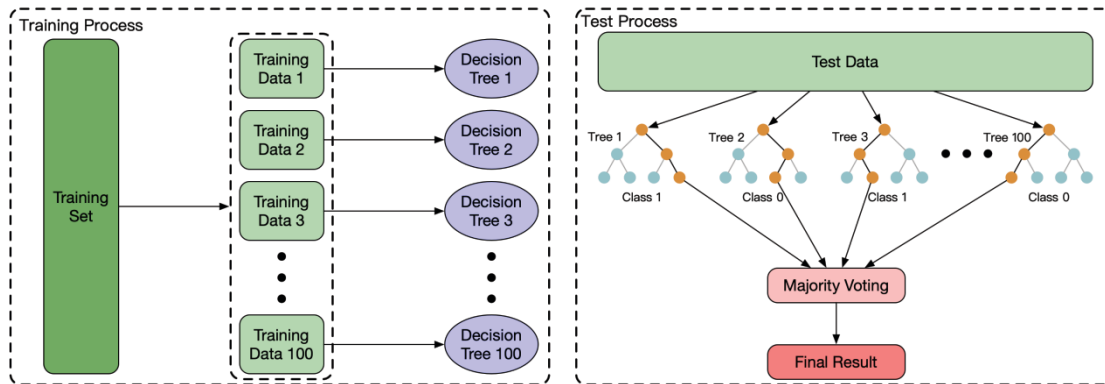 Training Process
Training
Set
Training
Data 1
Decision
Tree 1
Training
Data 2
Decision
Tree 2
Training
Data 3
Decision
Tree 3
Training
Data 100
Decision
Tree 100
Test Process
Test Data
Tree 1
Tree 2
Tree 3
Tree 100
Class 1
Class 0
Class 1
Class 0
Majority Voting
Final Result